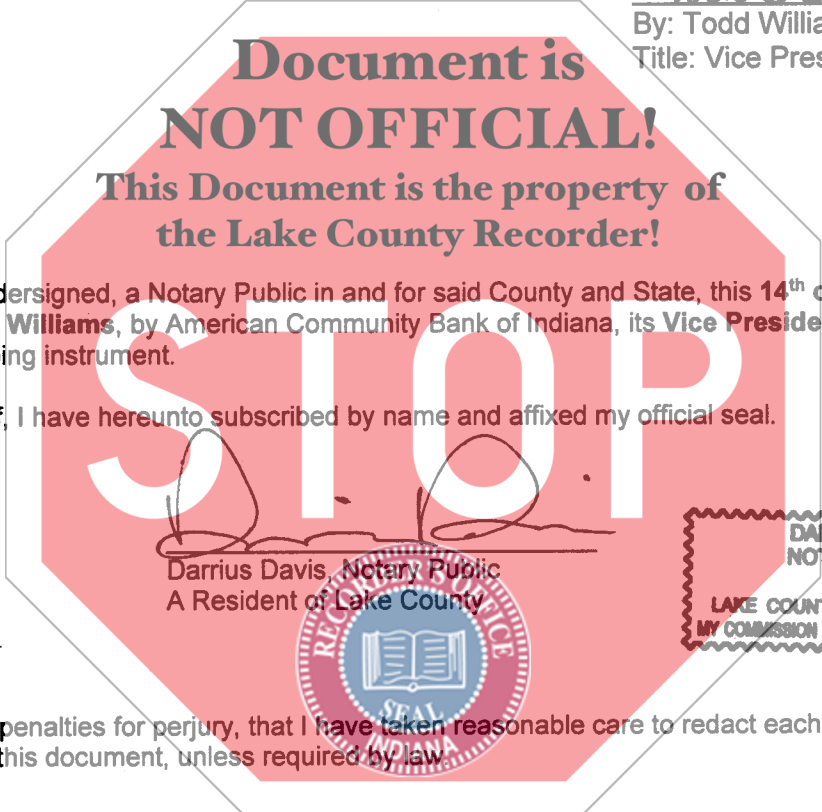 By: Todd Willia
Title: Vice Pres
Document is
NOT OFFICIAL!
This Document is the property of
the Lake County Recorder!
STOP
dersigned, a Notary Public in and for said County and State, this 14th
Williams, by American Community Bank of Indiana, its Vice Preside
ing instrument.
, I have hereunto subscribed by name and affixed my official seal.
Darrius Davis, Notary Public
A Resident of Lake County
NOT
LAKE COUNT
MY COMMISSION
RECORDER'S OFFICE
SEAL
INDIANA
penalties for perjury, that I have taken reasonable care to redact each
this document, unless required by law.